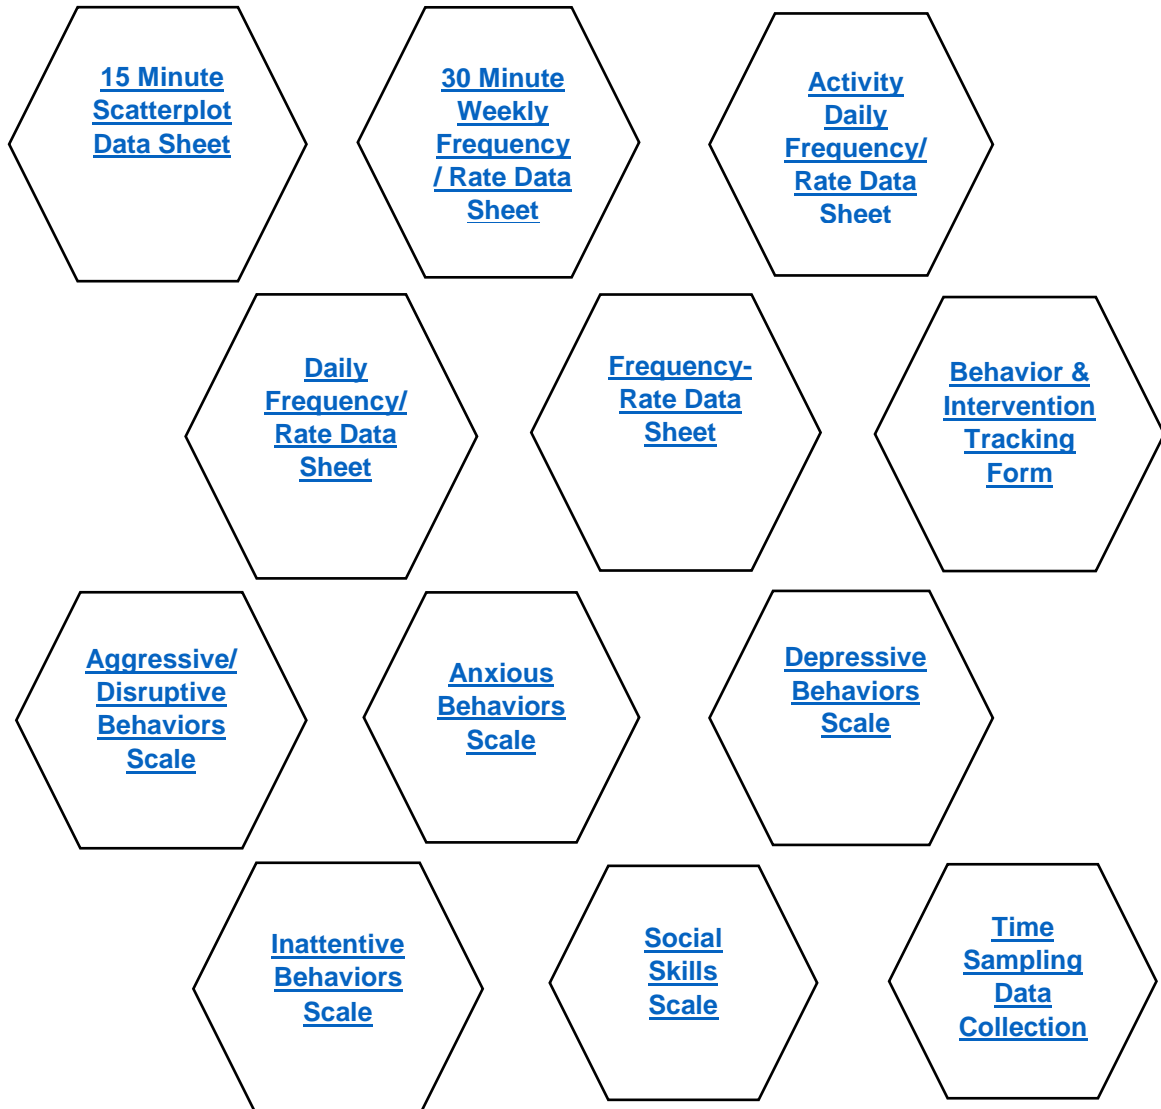 15 Minute
Scatterplot
Data Sheet
30 Minute
Weekly
Frequency
/ Rate Data
Sheet
Activity
Daily
Frequency/
Rate Data
Sheet
Daily
Frequency/
Rate Data
Sheet
Frequency-
Rate Data
Sheet
Behavior &
Intervention
Tracking
Form
Aggressive/
Disruptive
Behaviors
Scale
Anxious
Behaviors
Scale
Depressive
Behaviors
Scale
Inattentive
Behaviors
Scale
Social
Skills
Scale
Time
Sampling
Data
Collection